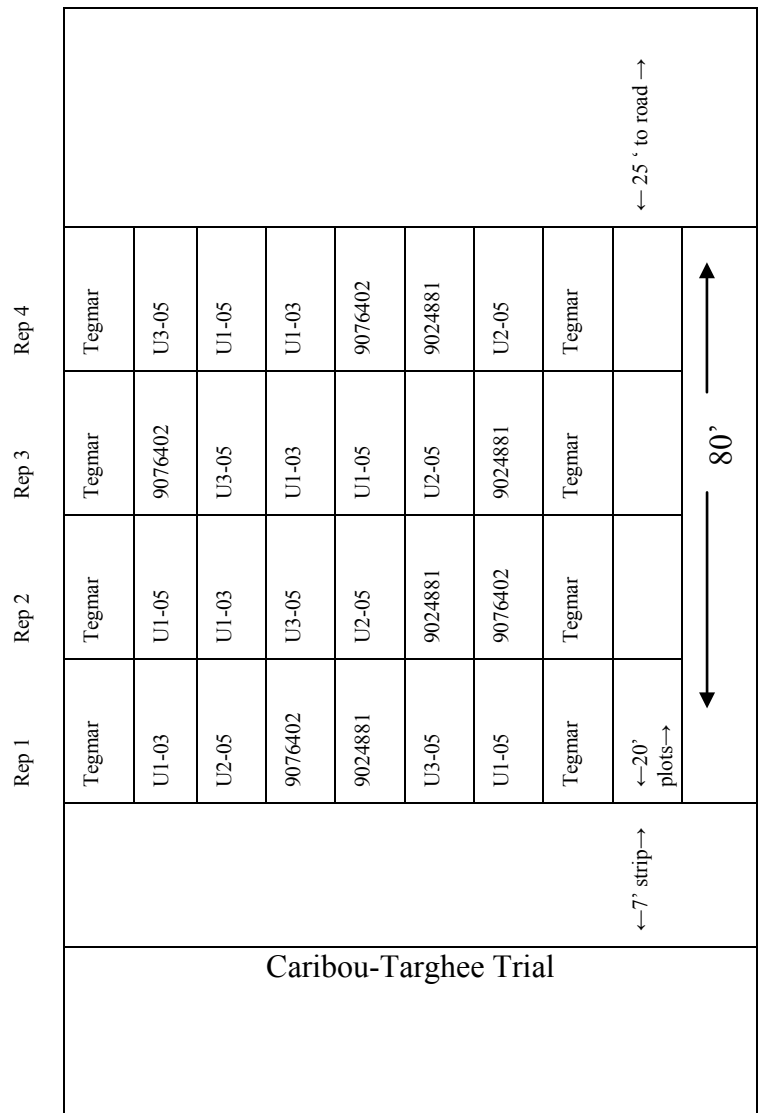 ← 25 ‘ to road →
Rep 4
Tegmar
U3-05
U1-05
U1-03
9076402
9024881
U2-05
Tegmar
Rep 3
Tegmar
9076402
U3-05
U1-03
U1-05
U2-05
9024881
Tegmar
80’
Rep 2
Tegmar
U1-05
U1-03
U3-05
U2-05
9024881
9076402
Tegmar
Rep 1
Tegmar
U1-03
U2-05
9076402
9024881
U3-05
U1-05
Tegmar
←20’
plots→
←7’ strip→
Caribou-Targhee Trial